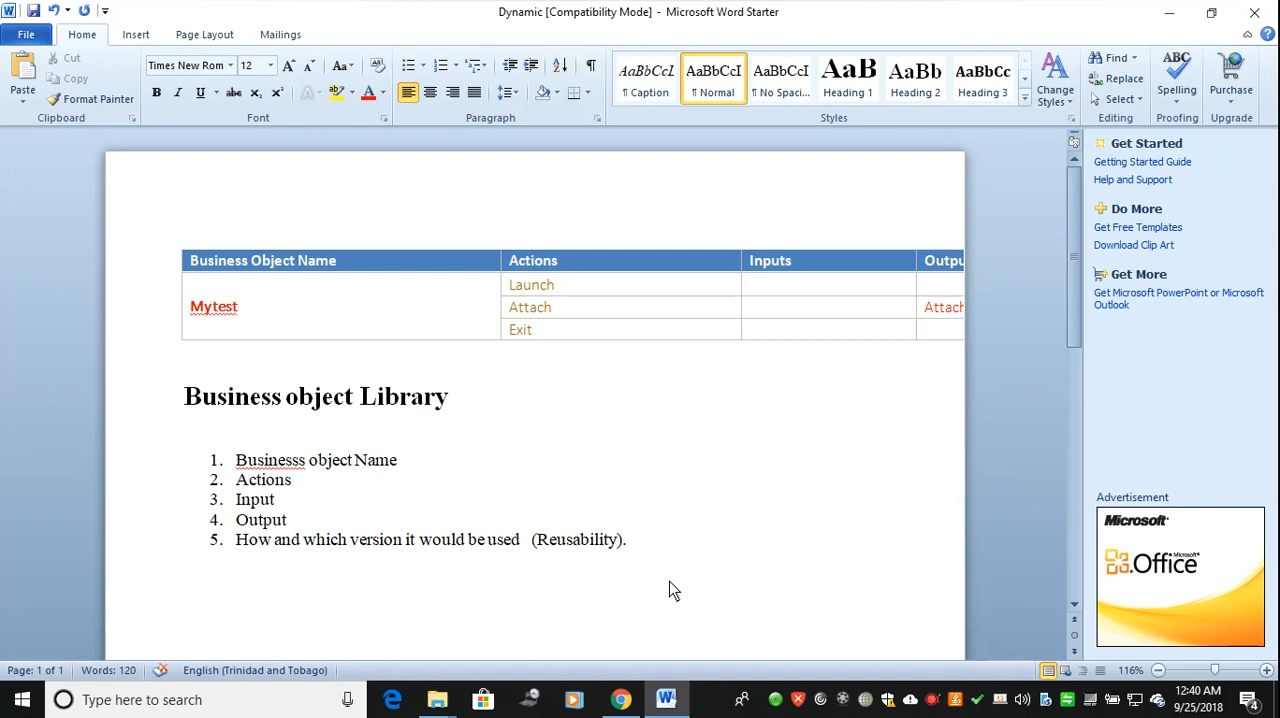 Dynamic [Compatibility Mode] - Microsoft Word Starter
File Home Insert Page Layout Mailings
Paste
Cut
Copy
Format Painter
Clipboard
Times New Rom 12
Font
Paragraph
AaBbCcI AaBbCcI AaBbCcI AaB AaBb AaBbCc
¶ Caption ¶ Normal ¶ No Spaci... Heading 1 Heading 2 Heading 3
Change Styles
Styles
Find
Replace
Select
Editing
ABC
Spelling
Proofing
Purchase
Upgrade
Business Object Name Actions Inputs Outpu
Mytest
Launch
Attach Attach
Exit
Business object Library
1. Businesss object Name
2. Actions
3. Input
4. Output
5. How and which version it would be used (Reusability).
Get Started
Getting Started Guide
Help and Support
Do More
Get Free Templates
Download Clip Art
Get More
Get Microsoft PowerPoint or Microsoft
Outlook
Advertisement
Microsoft
Microsoft
Office
Page: 1 of 1 Words: 120 English (Trinidad and Tobago) 116%
Type here to search
12:40 AM
9/25/2018
4